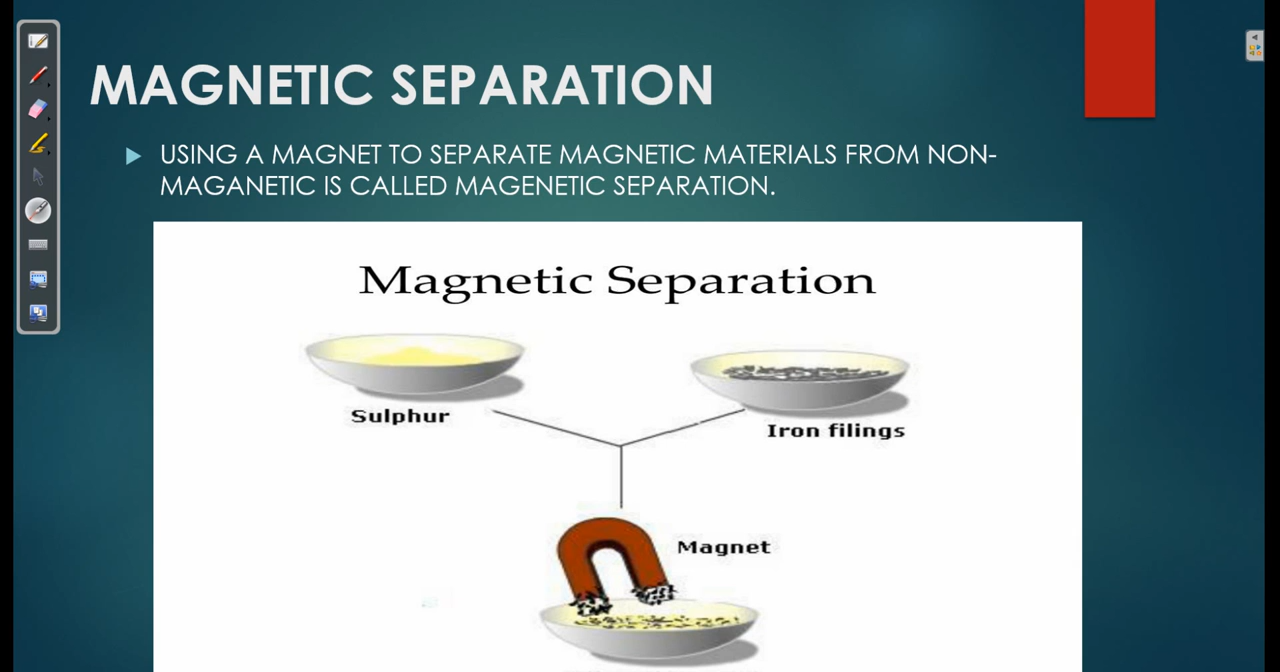 MAGNETIC SEPARATION
USING A MAGNET TO SEPARATE MAGNETIC MATERIALS FROM NON-
MAGANETIC IS CALLED MAGENETIC SEPARATION.
Magnetic Separation
Sulphur
Iron filings
Magnet